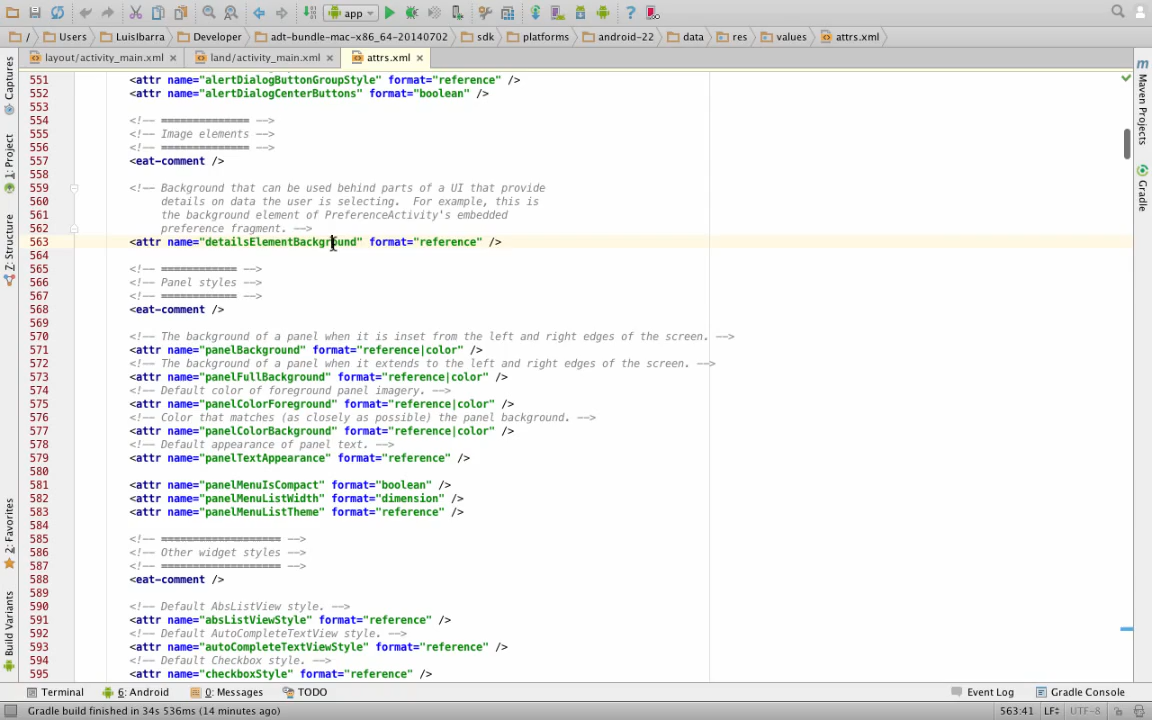 app
/ Users LuisIbarra Developer adt-bundle-mac-x86_64-20140702 sdk platforms android-22 data res values attrs.xml
layout/activity_main.xml land/activity_main.xml attrs.xml
Captures
1: Project
7: Structure
2: Favorites
Build Variants
551 <attr name="alertDialogButtonGroupStyle" format="reference" />
552 <attr name="alertDialogCenterButtons" format="boolean" />
553
554 <!-- ============== -->
555 <!-- Image elements -->
556 <!-- ============== -->
557 <eat-comment />
558
559 <!-- Background that can be used behind parts of a UI that provide
560 details on data the user is selecting.  For example, this is
561 the background element of PreferenceActivity's embedded
562 preference fragment. -->
563 <attr name="detailsElementBackground" format="reference" />
564
565 <!-- ============ -->
566 <!-- Panel styles -->
567 <!-- ============ -->
568 <eat-comment />
569
570 <!-- The background of a panel when it is inset from the left and right edges of the screen. -->
571 <attr name="panelBackground" format="reference|color" />
572 <!-- The background of a panel when it extends to the left and right edges of the screen. -->
573 <attr name="panelFullBackground" format="reference|color" />
574 <!-- Default color of foreground panel imagery. -->
575 <attr name="panelColorForeground" format="reference|color" />
576 <!-- Color that matches (as closely as possible) the panel background. -->
577 <attr name="panelColorBackground" format="reference|color" />
578 <!-- Default appearance of panel text. -->
579 <attr name="panelTextAppearance" format="reference" />
580
581 <attr name="panelMenuIsCompact" format="boolean" />
582 <attr name="panelMenuListWidth" format="dimension" />
583 <attr name="panelMenuListTheme" format="reference" />
584
585 <!-- =================== -->
586 <!-- Other widget styles -->
587 <!-- =================== -->
588 <eat-comment />
589
590 <!-- Default AbsListView style. -->
591 <attr name="absListViewStyle" format="reference" />
592 <!-- Default AutoCompleteTextView style. -->
593 <attr name="autoCompleteTextViewStyle" format="reference" />
594 <!-- Default Checkbox style. -->
595 <attr name="checkboxStyle" format="reference" />
Maven Projects
Gradle
Terminal 6: Android 0: Messages TODO Event Log Gradle Console
Gradle build finished in 34s 536ms (14 minutes ago) 563:41 LF÷ UTF-8